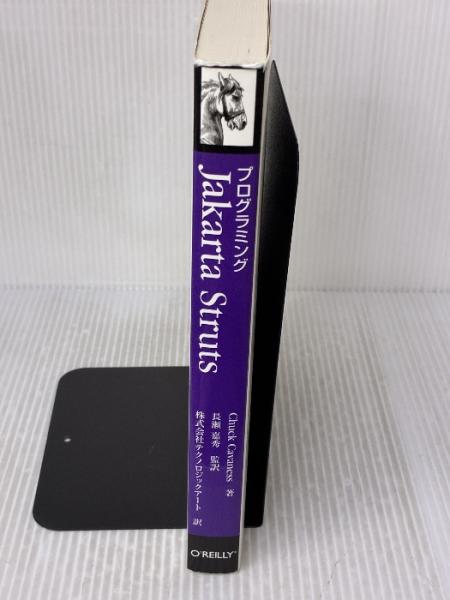 プログラミング
Jakarta Struts
Chuck Cavaness 著
長瀬 嘉秀 監訳
株式会社テクノロジックアート 訳
O'REILLY™